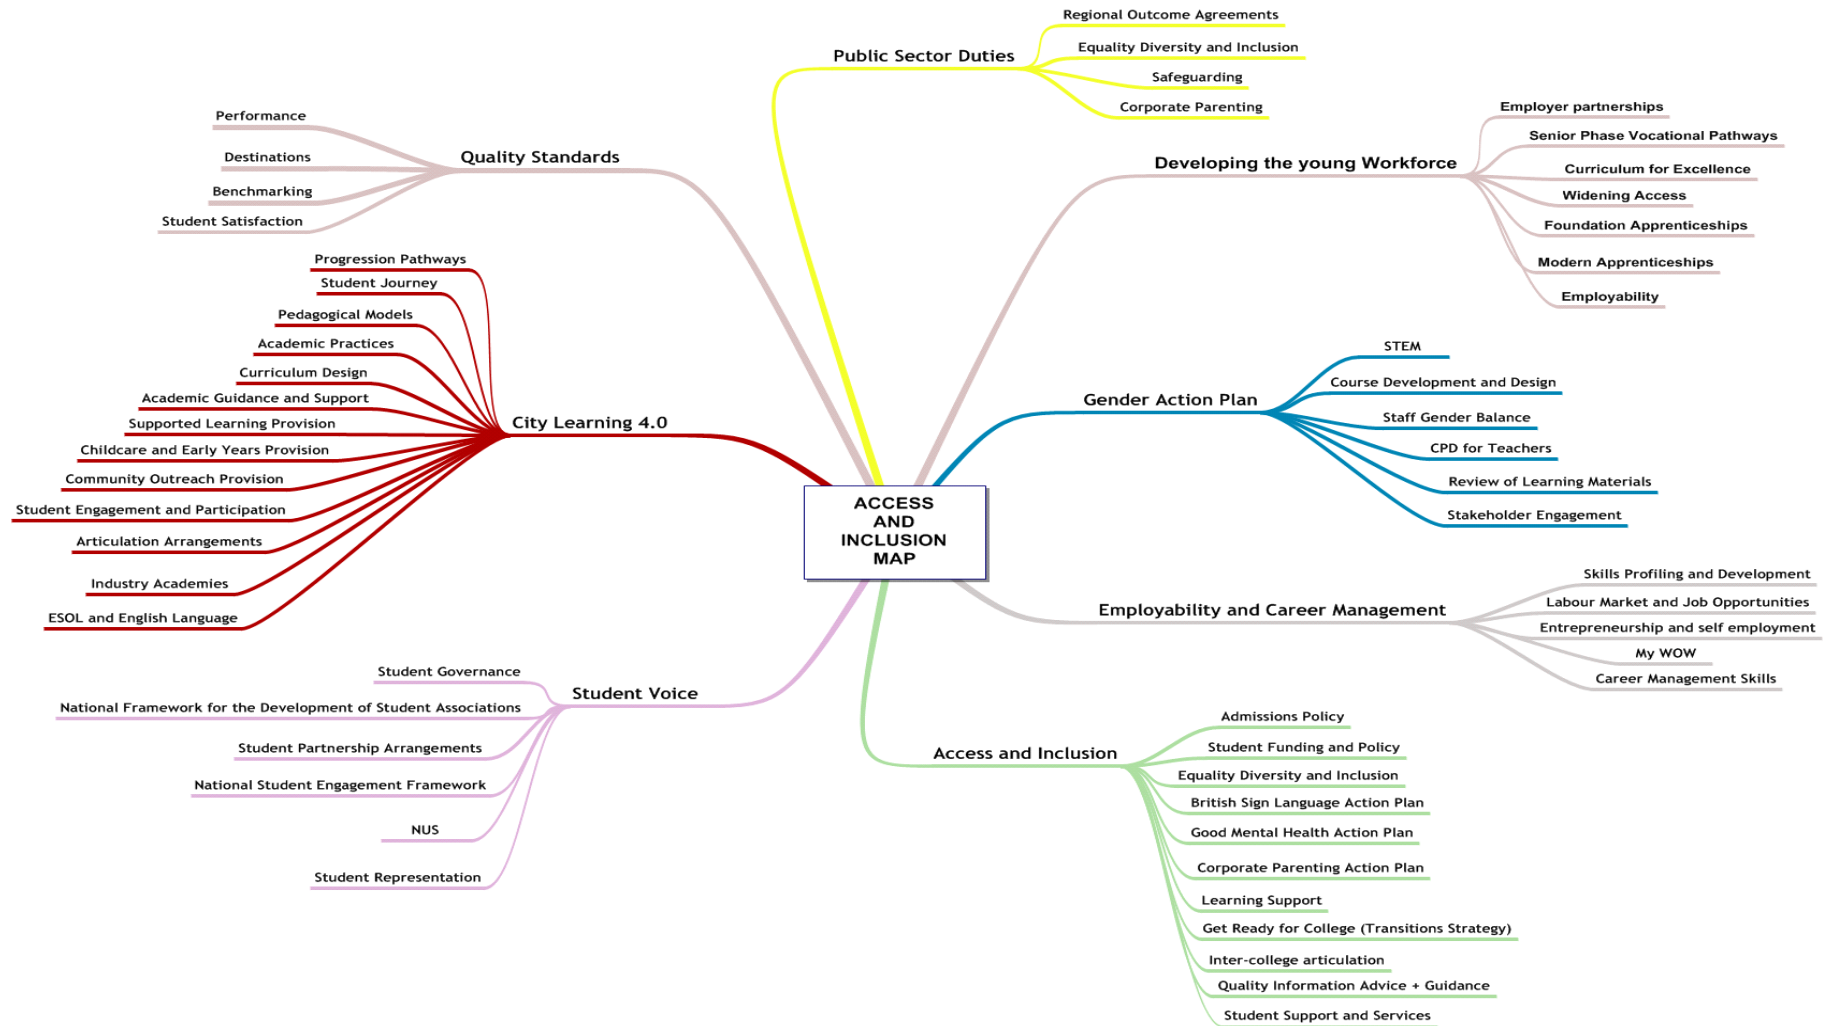 ACCESS
AND
INCLUSION
MAP
Public Sector Duties
Regional Outcome Agreements
Equality Diversity and Inclusion
Safeguarding
Corporate Parenting
Developing the young Workforce
Employer partnerships
Senior Phase Vocational Pathways
Curriculum for Excellence
Widening Access
Foundation Apprenticeships
Modern Apprenticeships
Employability
Gender Action Plan
STEM
Course Development and Design
Staff Gender Balance
CPD for Teachers
Review of Learning Materials
Stakeholder Engagement
Employability and Career Management
Skills Profiling and Development
Labour Market and Job Opportunities
Entrepreneurship and self employment
My WOW
Career Management Skills
Access and Inclusion
Admissions Policy
Student Funding and Policy
Equality Diversity and Inclusion
British Sign Language Action Plan
Good Mental Health Action Plan
Corporate Parenting Action Plan
Learning Support
Get Ready for College (Transitions Strategy)
Inter-college articulation
Quality Information Advice + Guidance
Student Support and Services
Quality Standards
Performance
Destinations
Benchmarking
Student Satisfaction
City Learning 4.0
Progression Pathways
Student Journey
Pedagogical Models
Academic Practices
Curriculum Design
Academic Guidance and Support
Supported Learning Provision
Childcare and Early Years Provision
Community Outreach Provision
Student Engagement and Participation
Articulation Arrangements
Industry Academies
ESOL and English Language
Student Voice
Student Governance
National Framework for the Development of Student Associations
Student Partnership Arrangements
National Student Engagement Framework
NUS
Student Representation